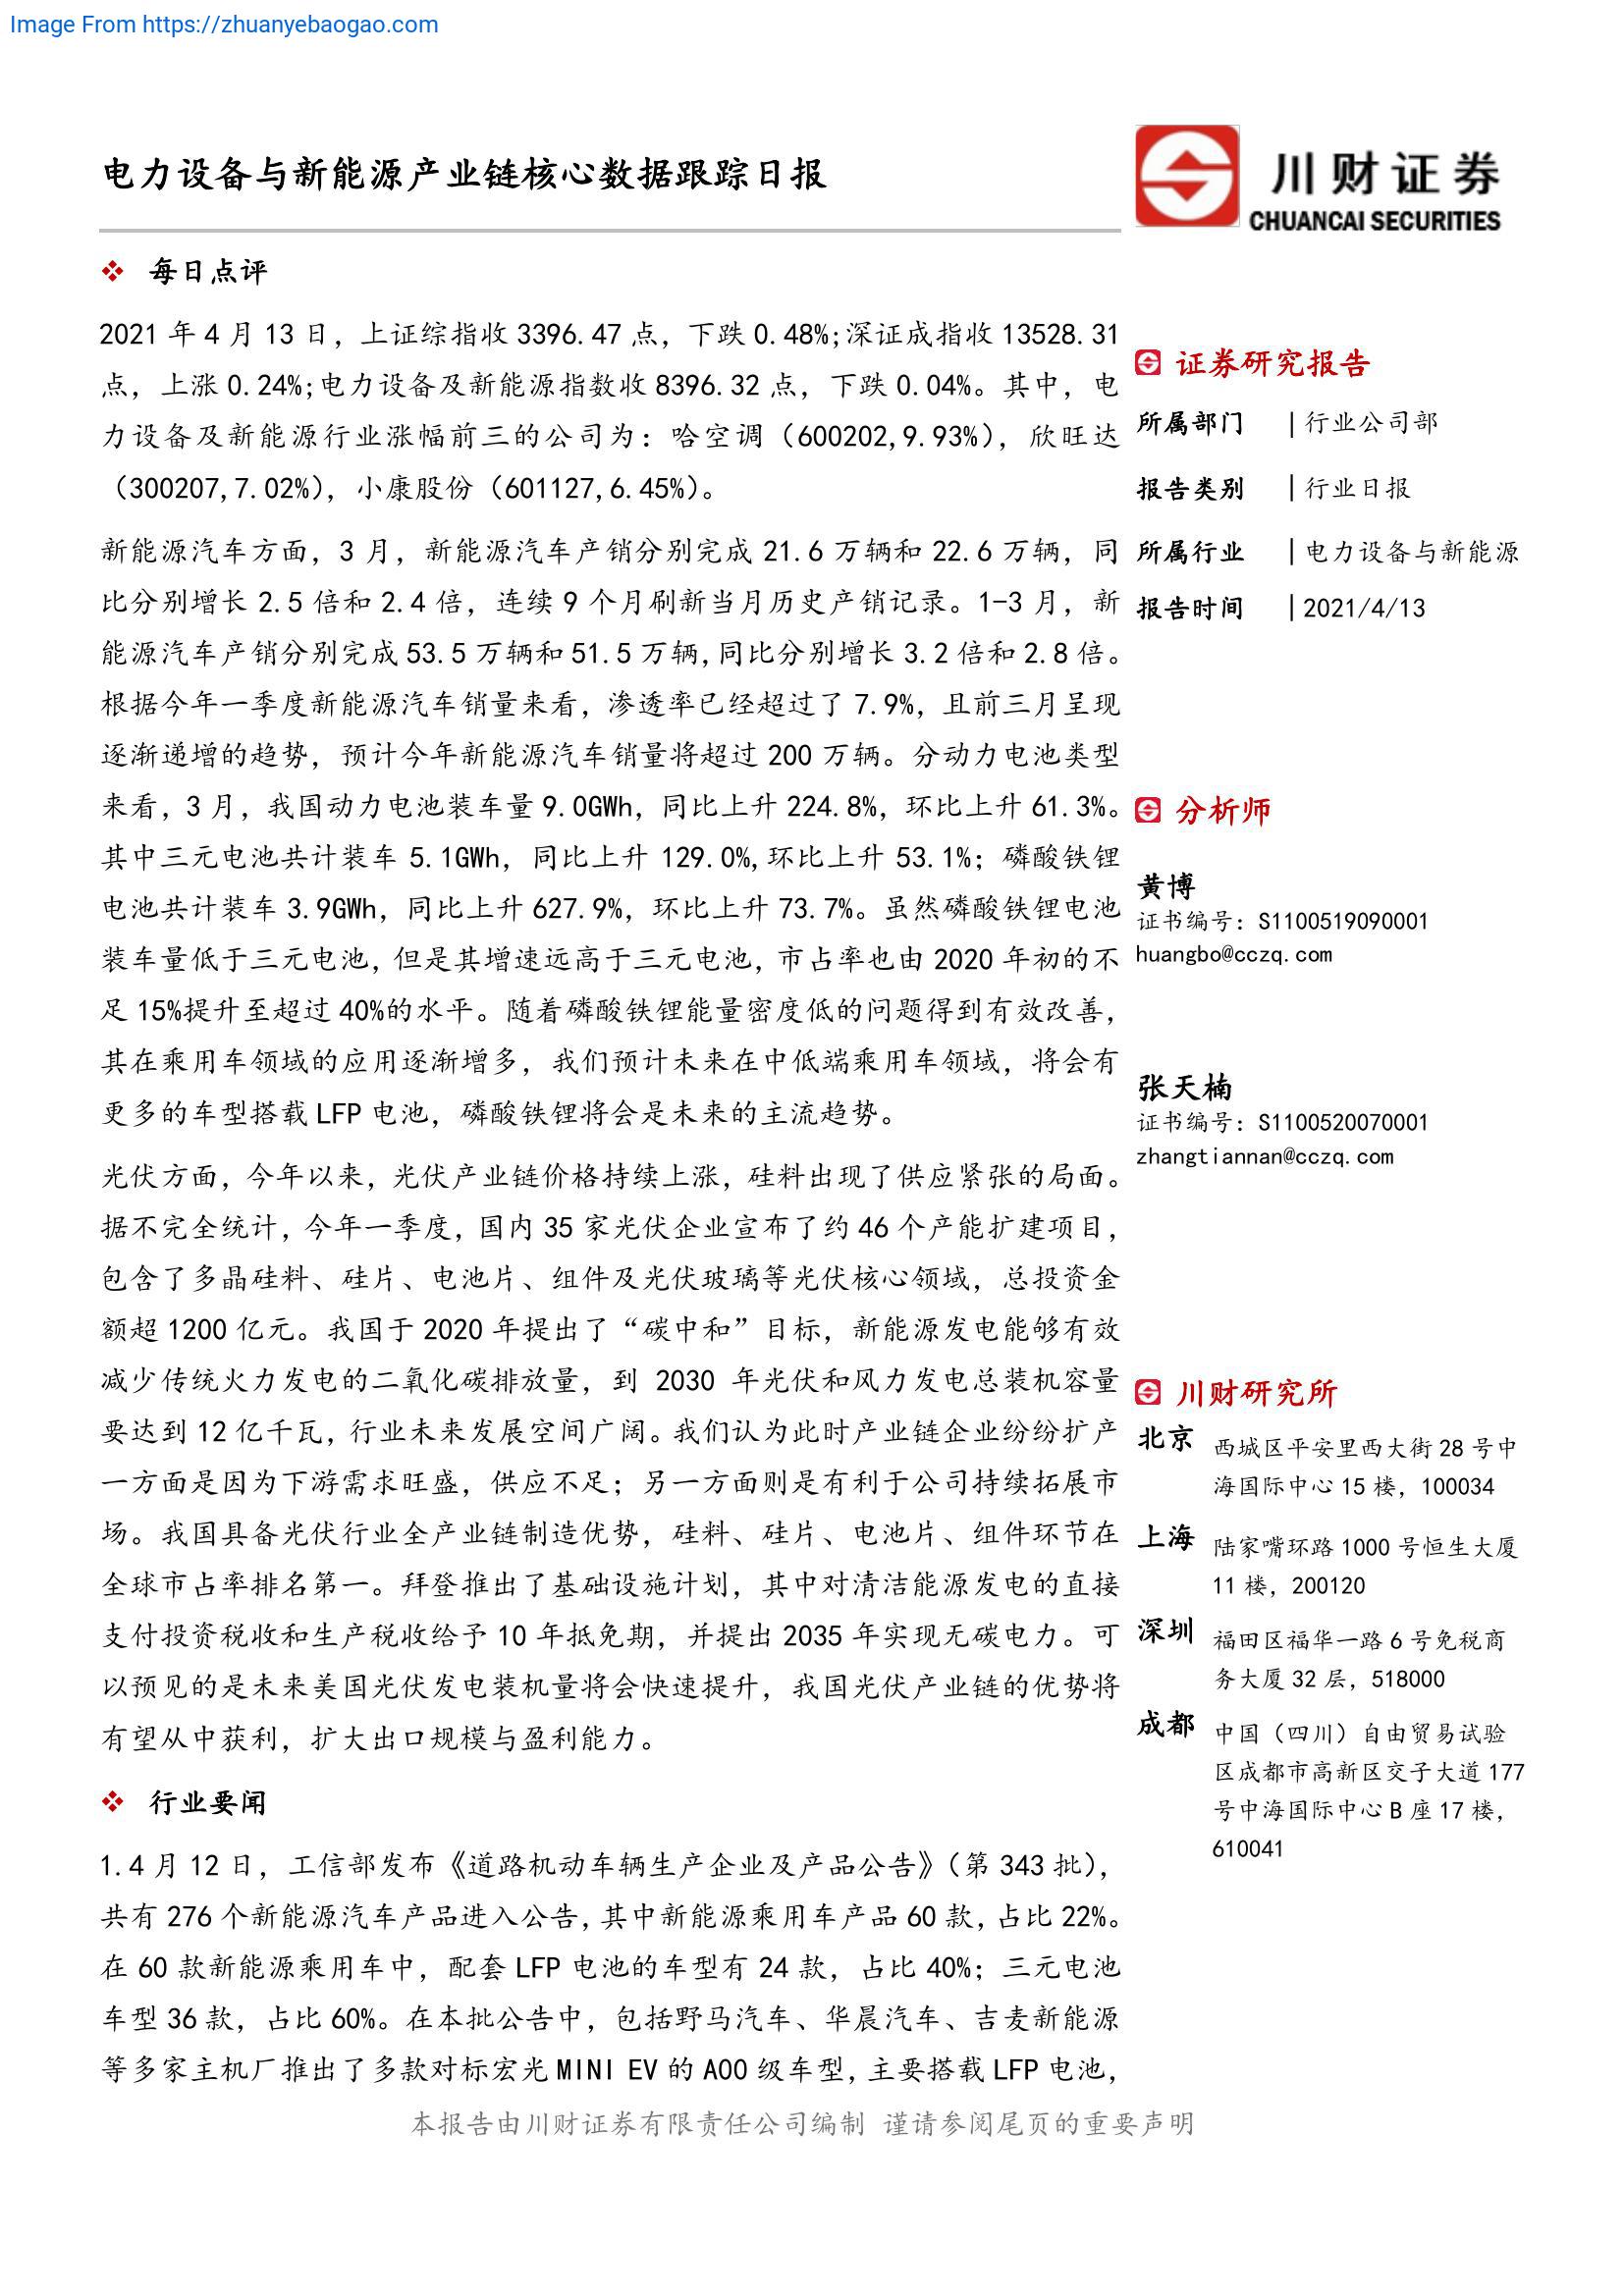 Image From https://zhuanyebaogao.com
电力设备与新能源产业链核心数据跟踪日报
川财证券
CHUANCAI SECURITIES
❖ 每日点评
2021 年 4 月 13 日，上证综指收 3396.47 点，下跌 0.48%;深证成指收 13528.31
点，上涨 0.24%;电力设备及新能源指数收 8396.32 点，下跌 0.04%。其中，电
力设备及新能源行业涨幅前三的公司为：哈空调（600202,9.93%），欣旺达
（300207,7.02%），小康股份（601127,6.45%）。
新能源汽车方面，3 月，新能源汽车产销分别完成 21.6 万辆和 22.6 万辆，同
比分别增长 2.5 倍和 2.4 倍，连续 9 个月刷新当月历史产销记录。1-3 月，新
能源汽车产销分别完成 53.5 万辆和 51.5 万辆,同比分别增长 3.2 倍和 2.8 倍。
根据今年一季度新能源汽车销量来看，渗透率已经超过了 7.9%，且前三月呈现
逐渐递增的趋势，预计今年新能源汽车销量将超过 200 万辆。分动力电池类型
来看，3 月，我国动力电池装车量 9.0GWh，同比上升 224.8%，环比上升 61.3%。
其中三元电池共计装车 5.1GWh，同比上升 129.0%,环比上升 53.1%；磷酸铁锂
电池共计装车 3.9GWh，同比上升 627.9%，环比上升 73.7%。虽然磷酸铁锂电池
装车量低于三元电池，但是其增速远高于三元电池，市占率也由 2020 年初的不
足 15%提升至超过 40%的水平。随着磷酸铁锂能量密度低的问题得到有效改善，
其在乘用车领域的应用逐渐增多，我们预计未来在中低端乘用车领域，将会有
更多的车型搭载 LFP 电池，磷酸铁锂将会是未来的主流趋势。
光伏方面，今年以来，光伏产业链价格持续上涨，硅料出现了供应紧张的局面。
据不完全统计，今年一季度，国内 35 家光伏企业宣布了约 46 个产能扩建项目，
包含了多晶硅料、硅片、电池片、组件及光伏玻璃等光伏核心领域，总投资金
额超 1200 亿元。我国于 2020 年提出了“碳中和”目标，新能源发电能够有效
减少传统火力发电的二氧化碳排放量，到 2030 年光伏和风力发电总装机容量
要达到 12 亿千瓦，行业未来发展空间广阔。我们认为此时产业链企业纷纷扩产
一方面是因为下游需求旺盛，供应不足；另一方面则是有利于公司持续拓展市
场。我国具备光伏行业全产业链制造优势，硅料、硅片、电池片、组件环节在
全球市占率排名第一。拜登推出了基础设施计划，其中对清洁能源发电的直接
支付投资税收和生产税收给予 10 年抵免期，并提出 2035 年实现无碳电力。可
以预见的是未来美国光伏发电装机量将会快速提升，我国光伏产业链的优势将
有望从中获利，扩大出口规模与盈利能力。
❖ 行业要闻
1.4 月 12 日，工信部发布《道路机动车辆生产企业及产品公告》（第 343 批），
共有 276 个新能源汽车产品进入公告，其中新能源乘用车产品 60 款，占比 22%。
在 60 款新能源乘用车中，配套 LFP 电池的车型有 24 款，占比 40%；三元电池
车型 36 款，占比 60%。在本批公告中，包括野马汽车、华晨汽车、吉麦新能源
等多家主机厂推出了多款对标宏光 MINI EV 的 A00 级车型，主要搭载 LFP 电池，
证券研究报告
所属部门 |行业公司部
报告类别 |行业日报
所属行业 |电力设备与新能源
报告时间 |2021/4/13
分析师
黄博
证书编号：S1100519090001
huangbo@cczq.com
张天楠
证书编号：S1100520070001
zhangtiannan@cczq.com
川财研究所
北京 西城区平安里西大街 28 号中
海国际中心 15 楼，100034
上海 陆家嘴环路 1000 号恒生大厦
11 楼，200120
深圳 福田区福华一路 6 号免税商
务大厦 32 层，518000
成都 中国（四川）自由贸易试验
区成都市高新区交子大道 177
号中海国际中心 B 座 17 楼，
610041
本报告由川财证券有限责任公司编制 谨请参阅尾页的重要声明